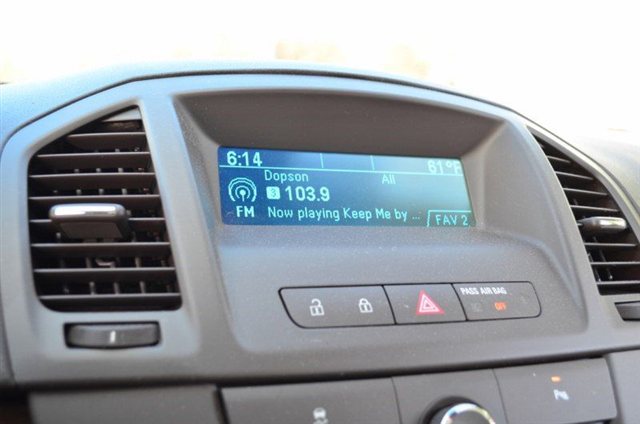 6:14 61°F
Dopson All
3 103.9
FM Now playing Keep Me by ... FAV 2
PASS AIR BAG
OFF
P